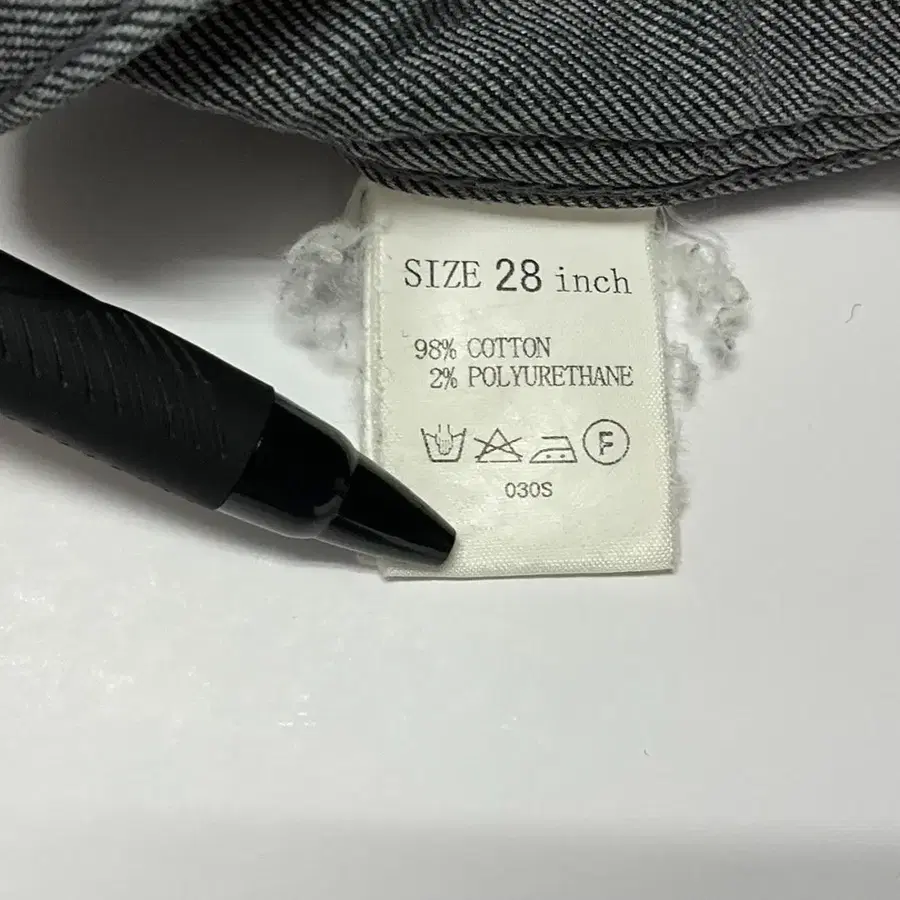 SIZE 28 inch
98% COTTON
2% POLYURETHANE
F
030S